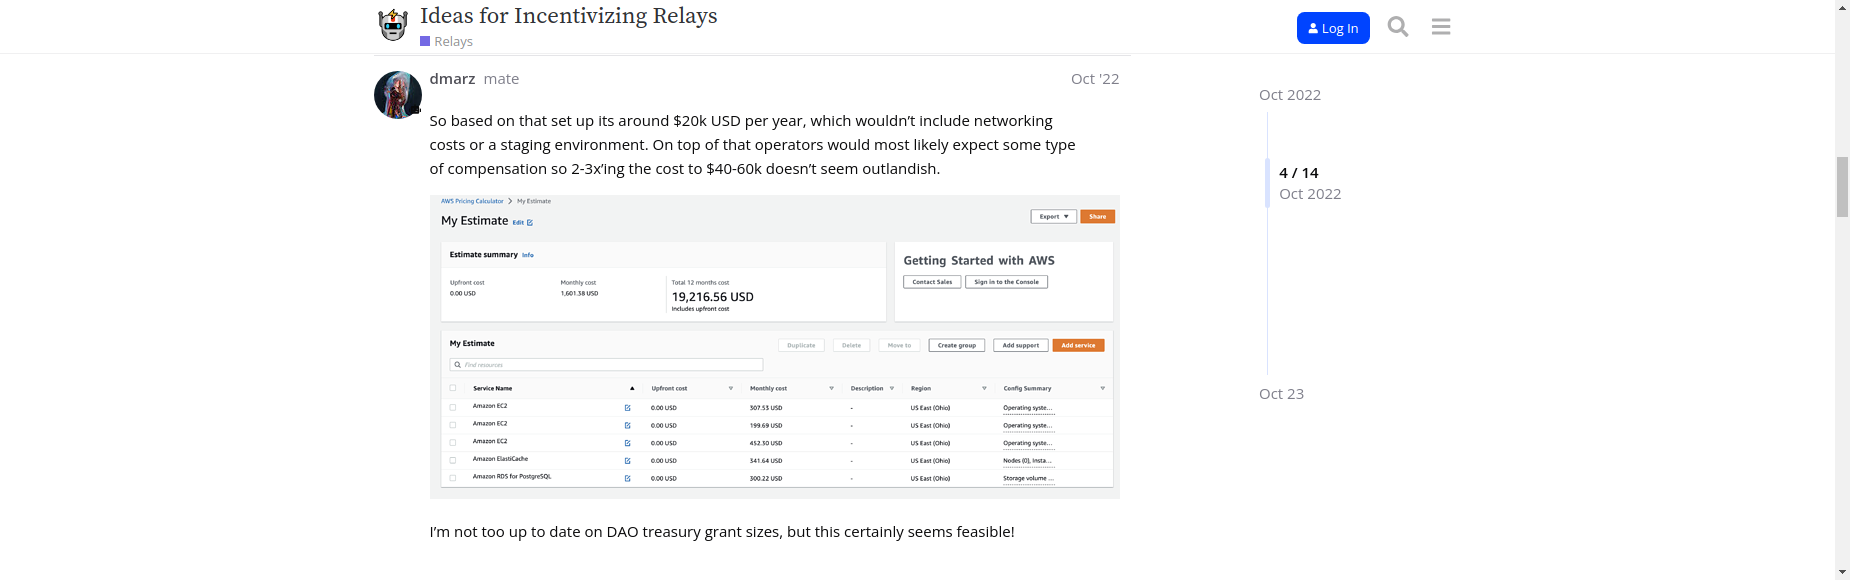 Ideas for Incentivizing Relays
Relays
Log In
dmarz mate
Oct '22
So based on that set up its around $20k USD per year, which wouldn’t include networking
costs or a staging environment. On top of that operators would most likely expect some type
of compensation so 2-3x’ing the cost to $40-60k doesn’t seem outlandish.
AWS Pricing Calculator > My Estimate
My Estimate Edit
Export Share
Estimate summary Info
Upfront cost Monthly cost Total 12 months cost
0.00 USD 1,601.38 USD 19,216.56 USD
Includes upfront cost
Getting Started with AWS
Contact Sales Sign in to the Console
My Estimate
Duplicate Delete Move to Create group Add support Add service
Find resources
Service Name Upfront cost Monthly cost Description Region Config Summary
Amazon EC2 0.00 USD 307.53 USD - US East (Ohio) Operating syste...
Amazon EC2 0.00 USD 199.69 USD - US East (Ohio) Operating syste...
Amazon EC2 0.00 USD 452.30 USD - US East (Ohio) Operating syste...
Amazon ElastiCache 0.00 USD 341.64 USD - US East (Ohio) Nodes (0), Insta...
Amazon RDS for PostgreSQL 0.00 USD 300.22 USD - US East (Ohio) Storage volume ...
I’m not too up to date on DAO treasury grant sizes, but this certainly seems feasible!
Oct 2022
4 / 14
Oct 2022
Oct 23